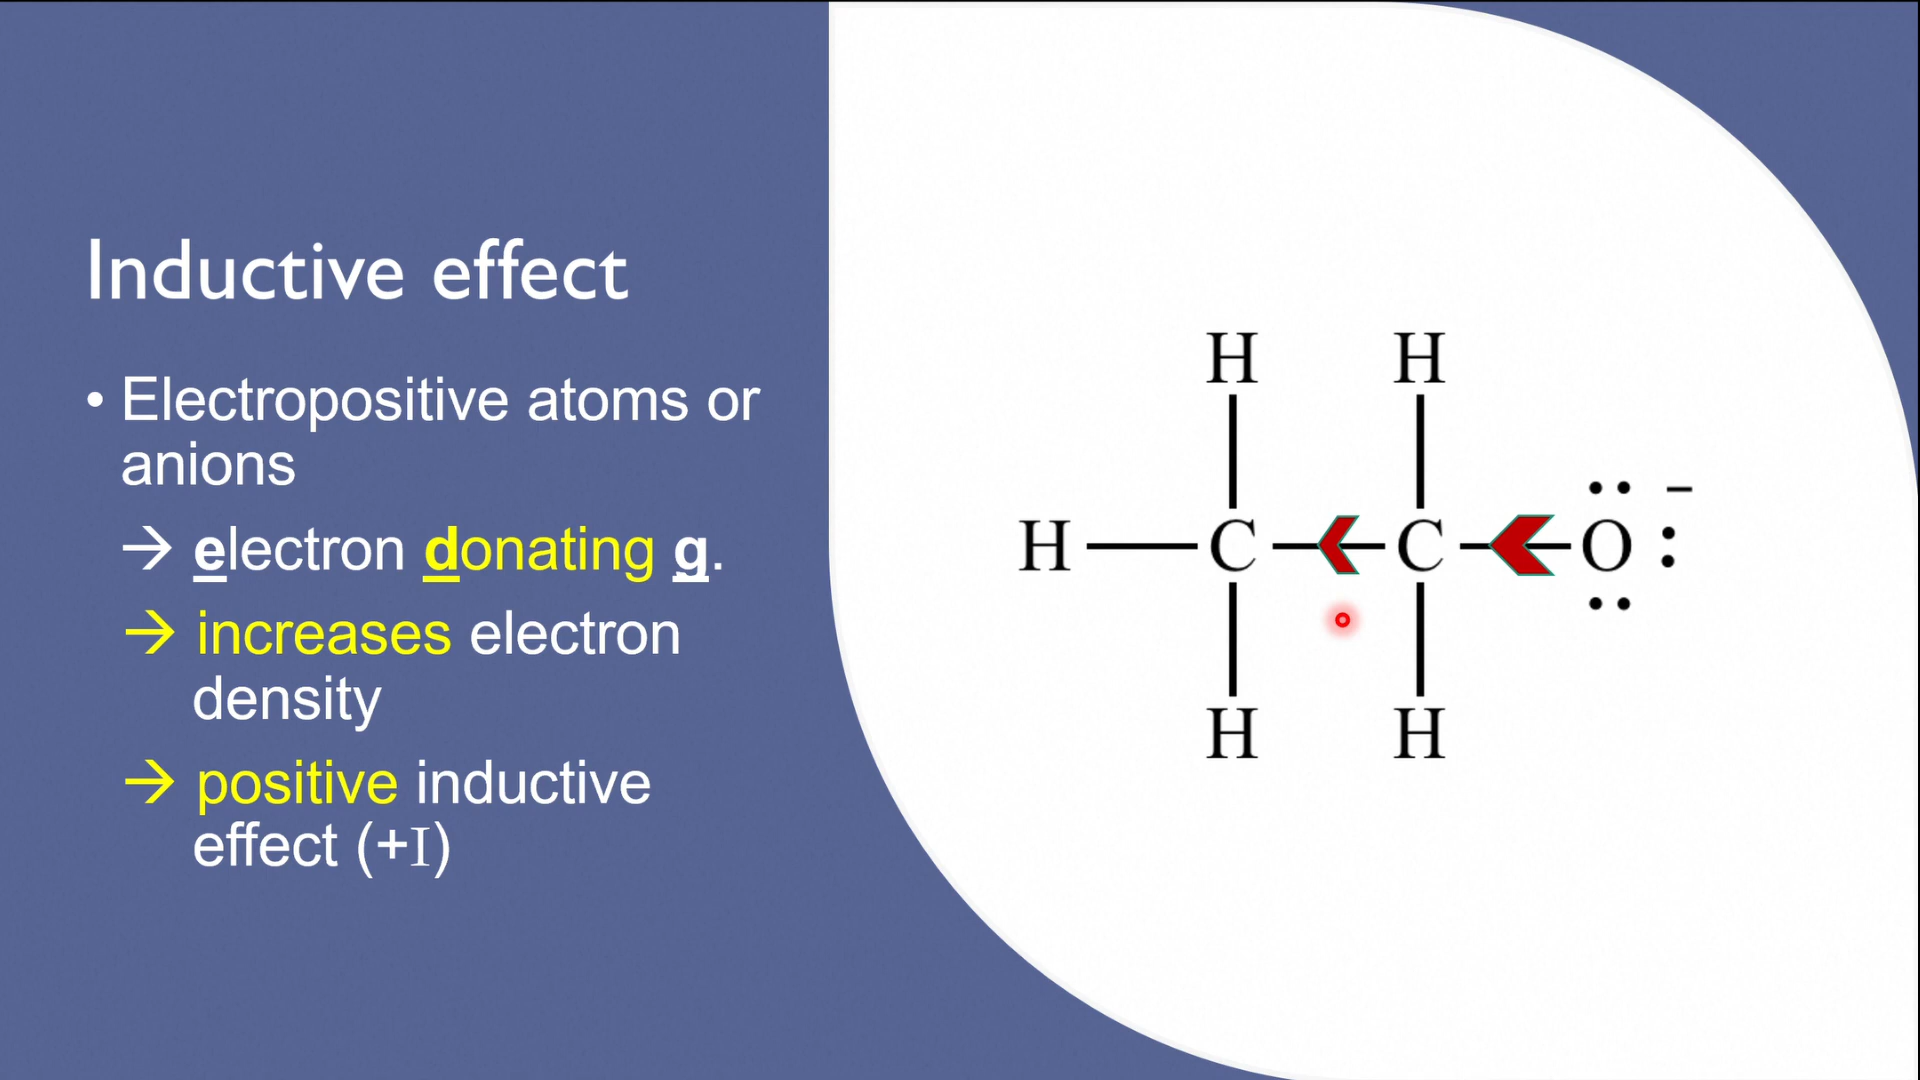 Inductive effect
• Electropositive atoms or
anions
→ electron donating g.
→ increases electron
density
→ positive inductive
effect (+I)
H H
H C C O –
H H